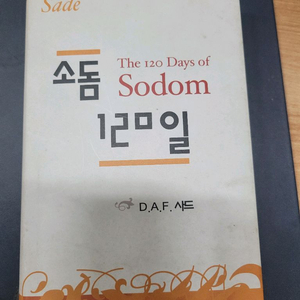 Sade
소돔 The 120 Days of
Sodom
120일
D.A.F. 사드